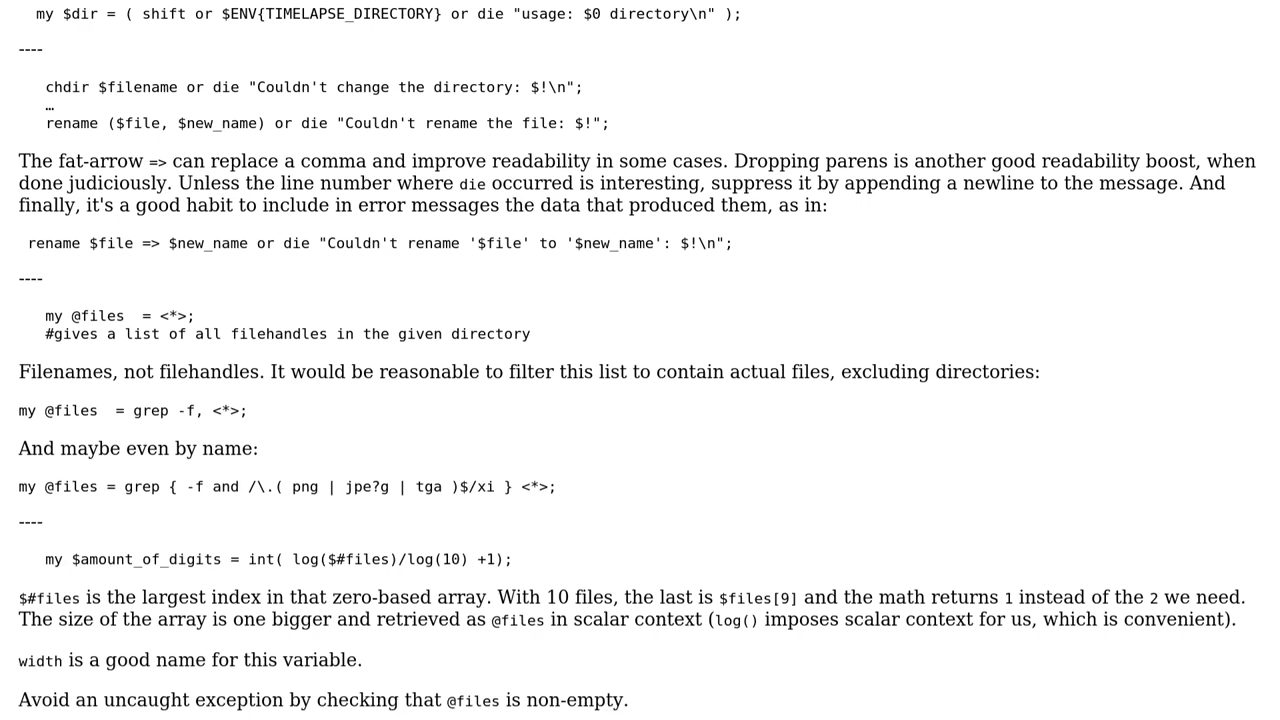 my $dir = ( shift or $ENV{TIMELAPSE_DIRECTORY} or die "usage: $0 directory\n" );
----
chdir $filename or die "Couldn't change the directory: $!\n";
…
rename ($file, $new_name) or die "Couldn't rename the file: $!";
The fat-arrow => can replace a comma and improve readability in some cases. Dropping parens is another good readability boost, when
done judiciously. Unless the line number where die occurred is interesting, suppress it by appending a newline to the message. And
finally, it's a good habit to include in error messages the data that produced them, as in:
rename $file => $new_name or die "Couldn't rename '$file' to '$new_name': $!\n";
----
my @files  = <*>;
#gives a list of all filehandles in the given directory
Filenames, not filehandles. It would be reasonable to filter this list to contain actual files, excluding directories:
my @files  = grep -f, <*>;
And maybe even by name:
my @files = grep { -f and /\.( png | jpe?g | tga )$/xi } <*>;
----
my $amount_of_digits = int( log($#files)/log(10) +1);
$#files is the largest index in that zero-based array. With 10 files, the last is $files[9] and the math returns 1 instead of the 2 we need.
The size of the array is one bigger and retrieved as @files in scalar context (log() imposes scalar context for us, which is convenient).
width is a good name for this variable.
Avoid an uncaught exception by checking that @files is non-empty.